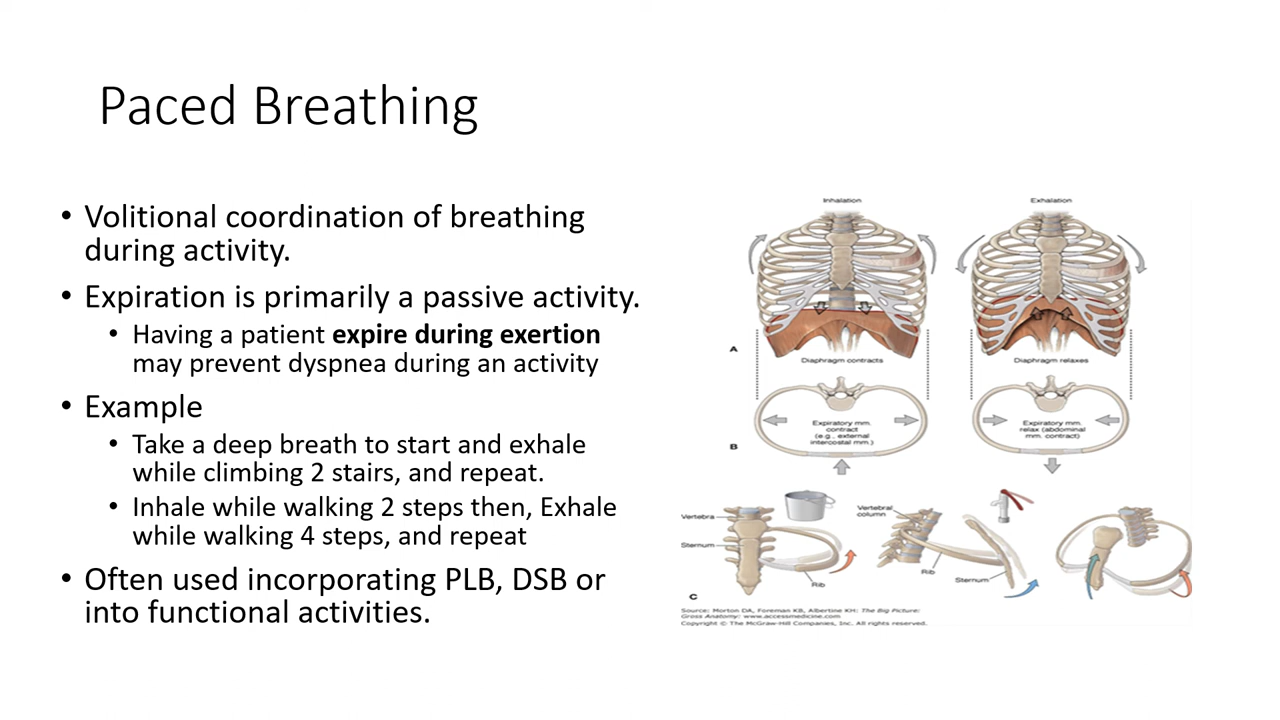 Paced Breathing
• Volitional coordination of breathing
during activity.
• Expiration is primarily a passive activity.
• Having a patient expire during exertion
may prevent dyspnea during an activity
• Example
• Take a deep breath to start and exhale
while climbing 2 stairs, and repeat.
• Inhale while walking 2 steps then, Exhale
while walking 4 steps, and repeat
• Often used incorporating PLB, DSB or
into functional activities.
Inhalation
Exhalation
A
Diaphragm contracts
Diaphragm relaxes
B
Expiratory mm.
contract
(e.g., external
intercostal mm.)
Expiratory mm.
relax (abdominal
mm. contract)
Vertebra
Sternum
Rib
Vertebral
column
Rib
Sternum
C
Source: Morton DA, Foreman KB, Albertine KH: The Big Picture:
Gross Anatomy: www.accessmedicine.com
Copyright © The McGraw-Hill Companies, Inc. All rights reserved.